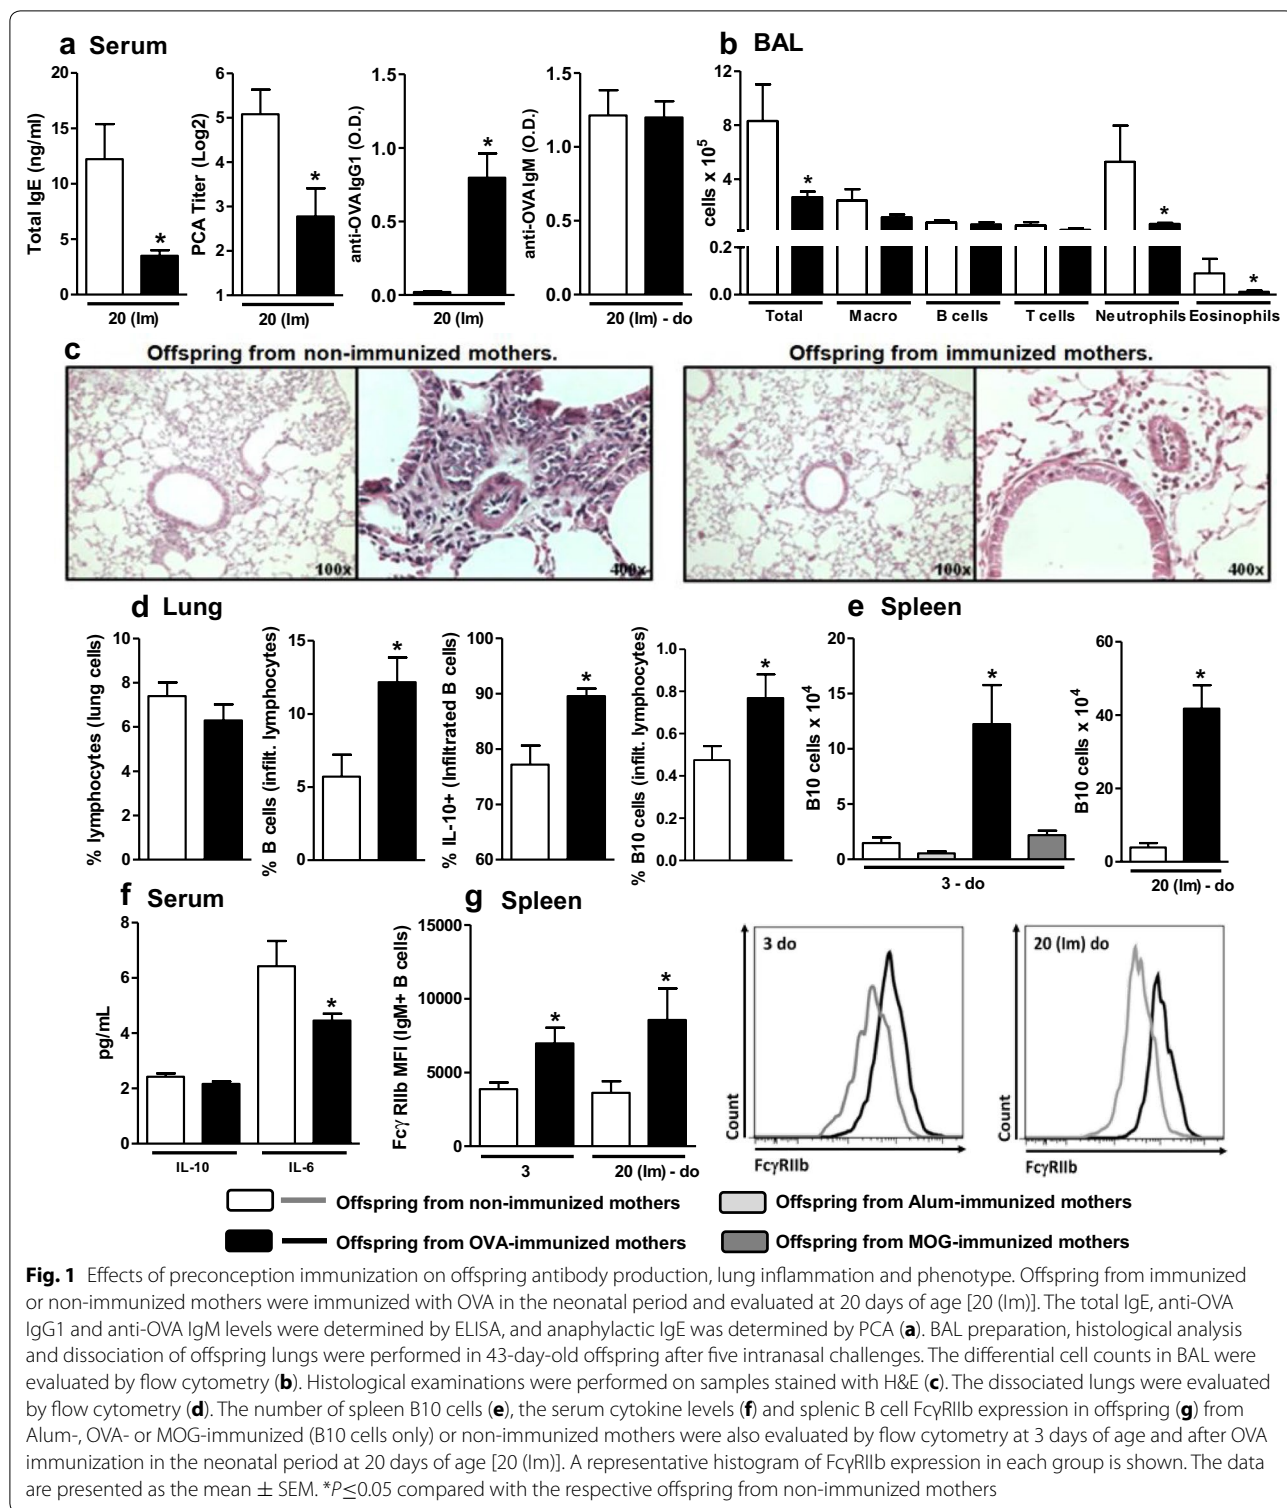 a Serum
Total IgE (ng/ml)
20
15
10
5
0
*
20 (Im)
PCA Titer (Log2)
6
5
4
3
2
1
*
20 (Im)
anti-OVA IgG1 (O.D.)
1.5
1.0
0.5
0.0
*
20 (Im)
anti-OVA IgM (O.D.)
1.5
1.0
0.5
0.0
20 (Im) - do
b BAL
cells x 10⁵
12
8
4
0.2
0.0
*
*
*
Total Macro B cells T cells Neutrophils Eosinophils
c Offspring from non-immunized mothers. Offspring from immunized mothers.
100x 400x 100x 400x
d Lung
% lymphocytes (lung cells)
10
8
6
4
2
0
% B cells (infilt. lymphocytes)
15
10
5
0
*
% IL-10+ (Infiltrated B cells)
100
90
80
70
60
*
% B10 cells (infilt. lymphocytes)
1.0
0.8
0.6
0.4
0.2
0.0
*
e Spleen
B10 cells x 10⁴
20
15
10
5
0
*
3 - do
B10 cells x 10⁴
60
40
20
0
*
20 (Im) - do
f Serum
pg/mL
8
6
4
2
0
*
IL-10 IL-6
g Spleen
Fcγ RIIb MFI (IgM+ B cells)
15000
10000
5000
0
*
*
3 20 (Im) - do
3 do
Count
FcγRIIb
20 (Im) do
Count
FcγRIIb
Offspring from non-immunized mothers
Offspring from Alum-immunized mothers
Offspring from OVA-immunized mothers
Offspring from MOG-immunized mothers
Fig. 1 Effects of preconception immunization on offspring antibody production, lung inflammation and phenotype. Offspring from immunized
or non-immunized mothers were immunized with OVA in the neonatal period and evaluated at 20 days of age [20 (Im)]. The total IgE, anti-OVA
IgG1 and anti-OVA IgM levels were determined by ELISA, and anaphylactic IgE was determined by PCA (a). BAL preparation, histological analysis
and dissociation of offspring lungs were performed in 43-day-old offspring after five intranasal challenges. The differential cell counts in BAL were
evaluated by flow cytometry (b). Histological examinations were performed on samples stained with H&E (c). The dissociated lungs were evaluated
by flow cytometry (d). The number of spleen B10 cells (e), the serum cytokine levels (f) and splenic B cell FcγRIIb expression in offspring (g) from
Alum-, OVA- or MOG-immunized (B10 cells only) or non-immunized mothers were also evaluated by flow cytometry at 3 days of age and after OVA
immunization in the neonatal period at 20 days of age [20 (Im)]. A representative histogram of FcγRIIb expression in each group is shown. The data
are presented as the mean ± SEM. *P≤0.05 compared with the respective offspring from non-immunized mothers